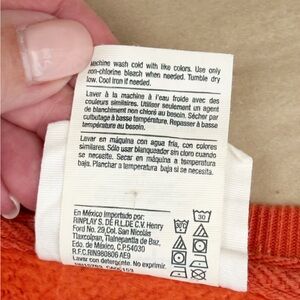 Machine wash cold with like colors. Use only
non-chlorine bleach when needed. Tumble dry
low. Cool iron if needed.
Laver à la machine à l'eau froide avec des
couleurs similaires. Utiliser seulement un agent
de blanchiment non chloré au besoin. Sécher par
culbutage à basse température. Repasser à basse
température au besoin.
Lavar en máquina con agua fría, con colores
similares. Sólo usar blanqueador sin cloro cuando
se necesite. Secar en máquina a temperatura
baja. Planchar a temperatura baja si se necesita.
En México Importado por:
RINPLAY S. DE R.L.DE C.V. Henry
Ford No. 29, Col. San Nicolás
Tlaxcolpan, Tlalnepantla de Baz,
Edo. de México, C.P.54030
R.F.C.RIN980806 AE9
Lavar con detergente. No exprimir.
30